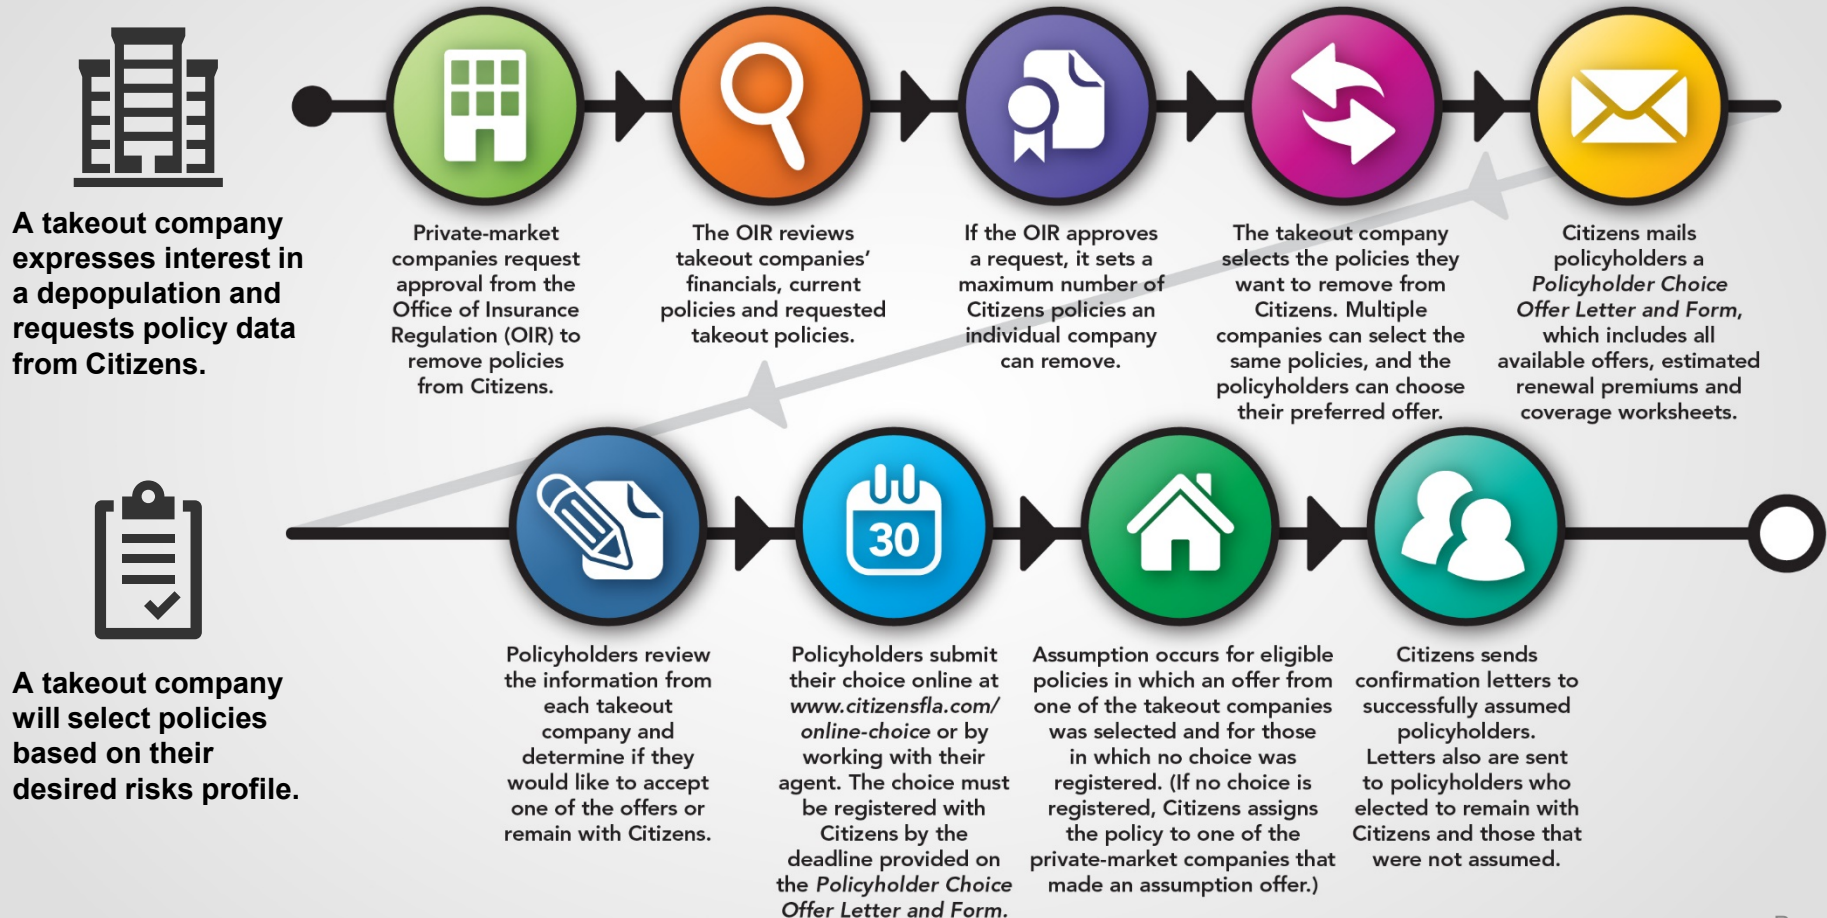 A takeout company
expresses interest in
a depopulation and
requests policy data
from Citizens.
Private-market
companies request
approval from the
Office of Insurance
Regulation (OIR) to
remove policies
from Citizens.
The OIR reviews
takeout companies’
financials, current
policies and requested
takeout policies.
If the OIR approves
a request, it sets a
maximum number of
Citizens policies an
individual company
can remove.
The takeout company
selects the policies they
want to remove from
Citizens. Multiple
companies can select the
same policies, and the
policyholders can choose
their preferred offer.
Citizens mails
policyholders a
Policyholder Choice
Offer Letter and Form,
which includes all
available offers, estimated
renewal premiums and
coverage worksheets.
A takeout company
will select policies
based on their
desired risks profile.
Policyholders review
the information from
each takeout
company and
determine if they
would like to accept
one of the offers or
remain with Citizens.
30
Policyholders submit
their choice online at
www.citizensfla.com/
online-choice or by
working with their
agent. The choice must
be registered with
Citizens by the
deadline provided on
the Policyholder Choice
Offer Letter and Form.
Assumption occurs for eligible
policies in which an offer from
one of the takeout companies
was selected and for those
in which no choice was
registered. (If no choice is
registered, Citizens assigns
the policy to one of the
private-market companies that
made an assumption offer.)
Citizens sends
confirmation letters to
successfully assumed
policyholders.
Letters also are sent
to policyholders who
elected to remain with
Citizens and those that
were not assumed.